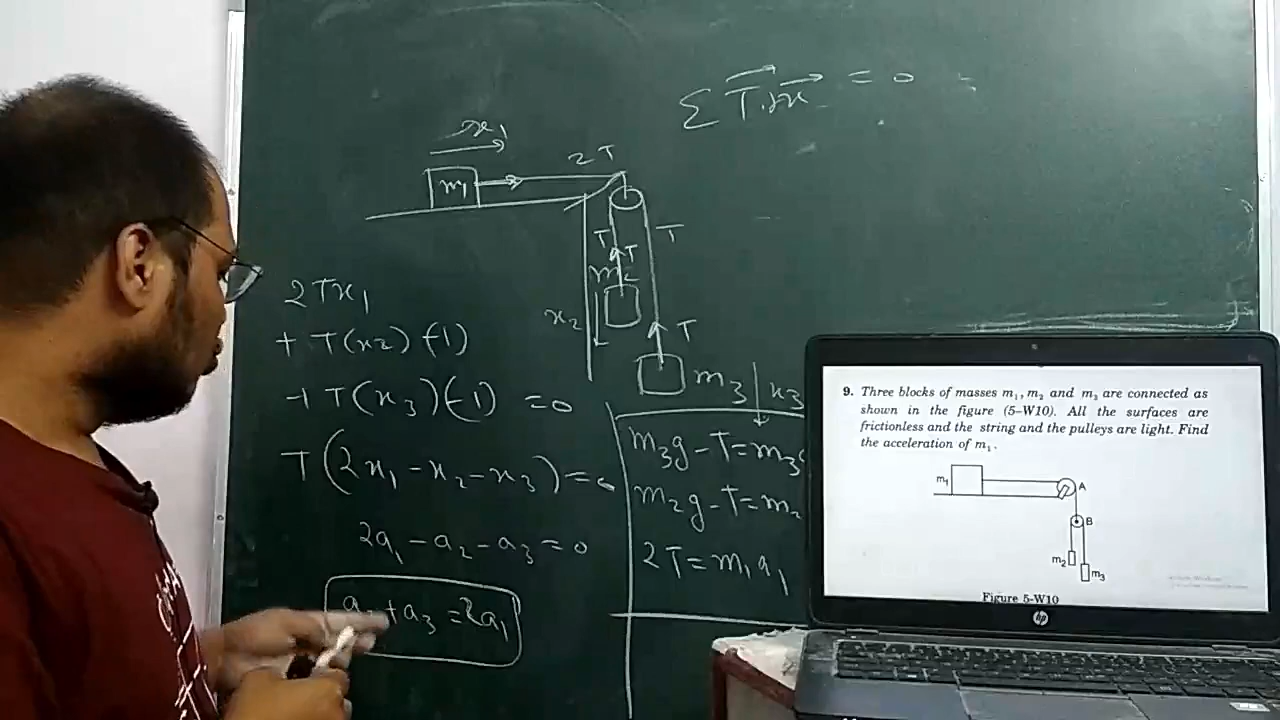 Σ T⃗.x⃗ = 0
x₁
2T
m₁
T
T
T
m₂
x₂
T
m₃ x₃
2Tx₁
+ T(x₂)(-1)
+ T(x₃)(-1) = 0
T(2x₁ - x₂ - x₃) = 0
2a₁ - a₂ - a₃ = 0
a₂ + a₃ = 2a₁
m₃g - T = m₃
m₂g - T = m₂
2T = m₁a₁
9. Three blocks of masses m₁, m₂ and m₃ are connected as
shown in the figure (5-W10). All the surfaces are
frictionless and the string and the pulleys are light. Find
the acceleration of m₁.
m₁
A
B
m₂
m₃
Figure 5-W10
hp